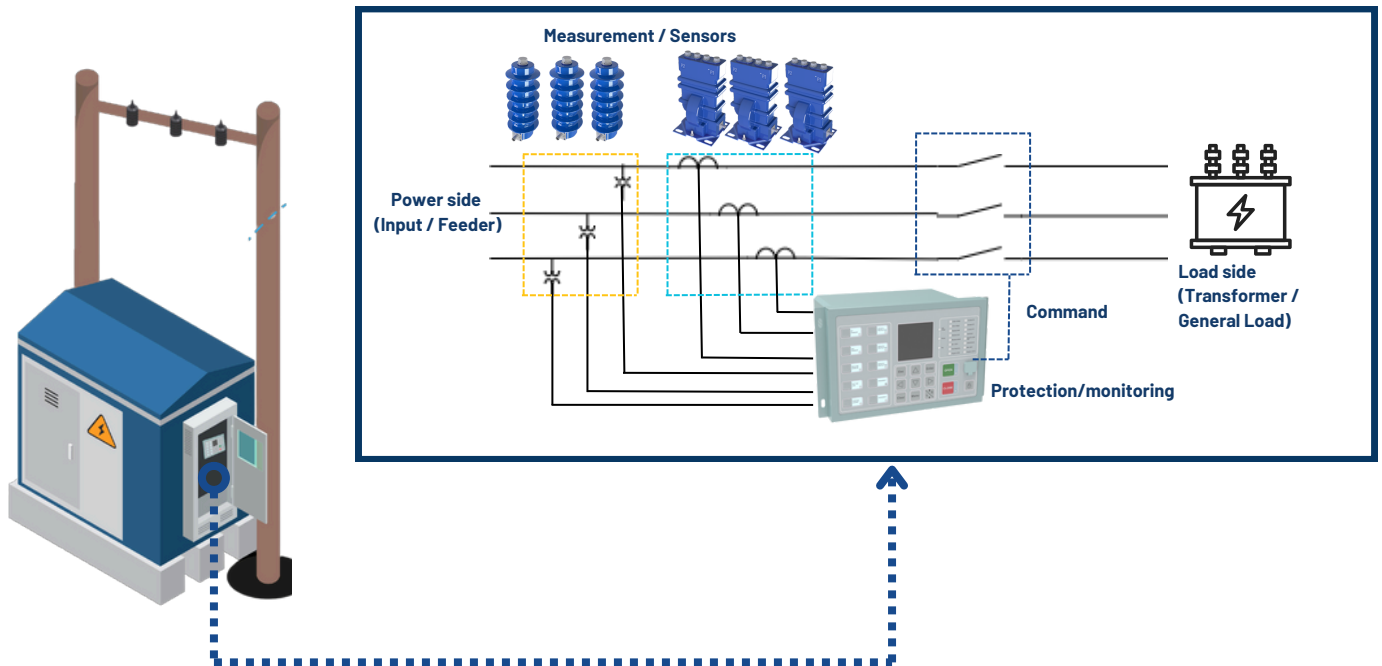 Measurement / Sensors
Power side
(Input / Feeder)
Load side
(Transformer /
General Load)
Command
Protection/monitoring